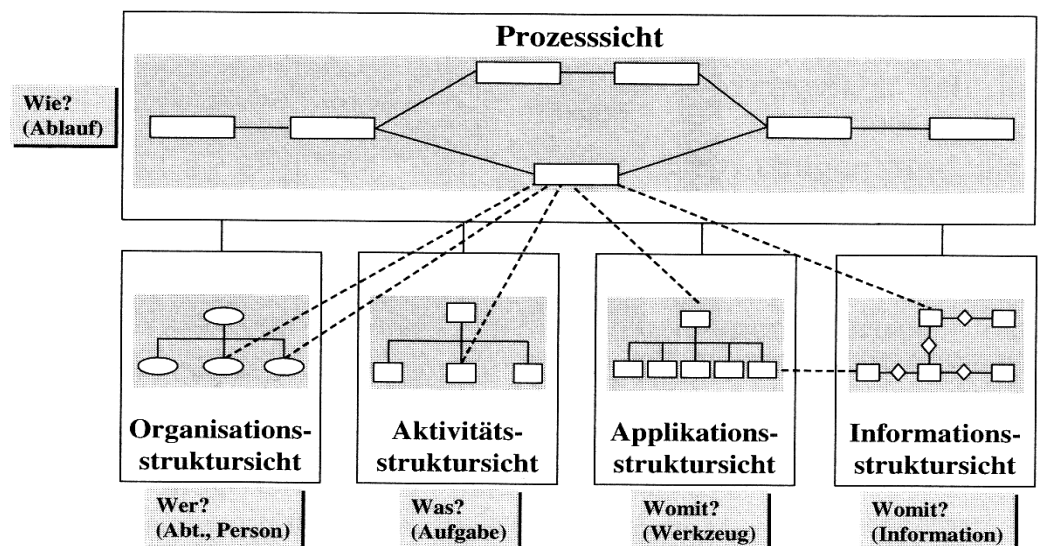 Prozesssicht
Wie?
(Ablauf)
Organisations-
struktursicht
Aktivitäts-
struktursicht
Applikations-
struktursicht
Informations-
struktursicht
Wer?
(Abt., Person)
Was?
(Aufgabe)
Womit?
(Werkzeug)
Womit?
(Information)